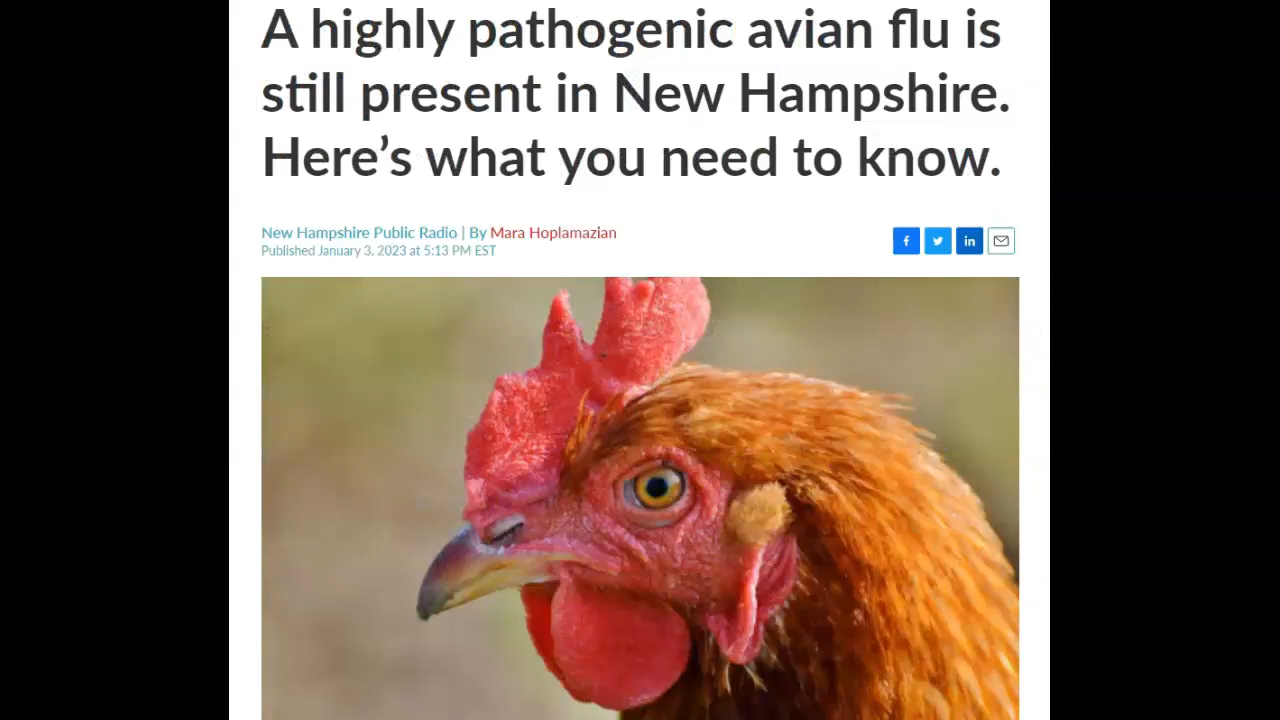 A highly pathogenic avian flu is
still present in New Hampshire.
Here’s what you need to know.
New Hampshire Public Radio | By Mara Hoplamazian
Published January 3, 2023 at 5:13 PM EST
f
in